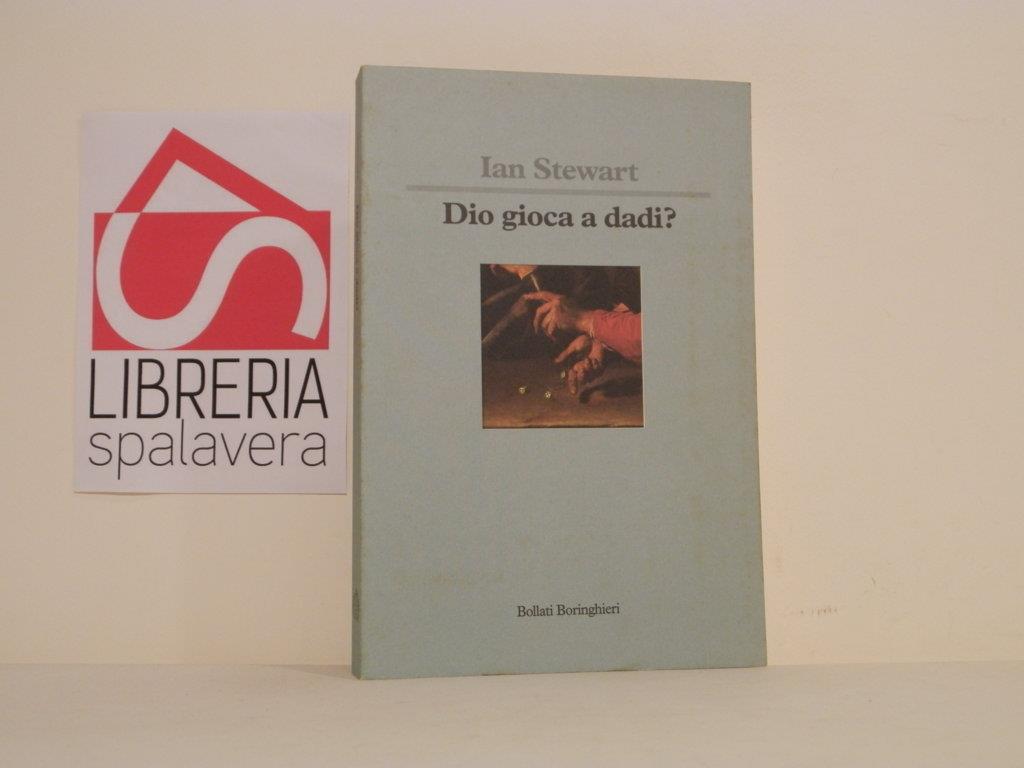 LIBRERIA
spalavera
Ian Stewart
Dio gioca a dadi?
Bollati Boringhieri